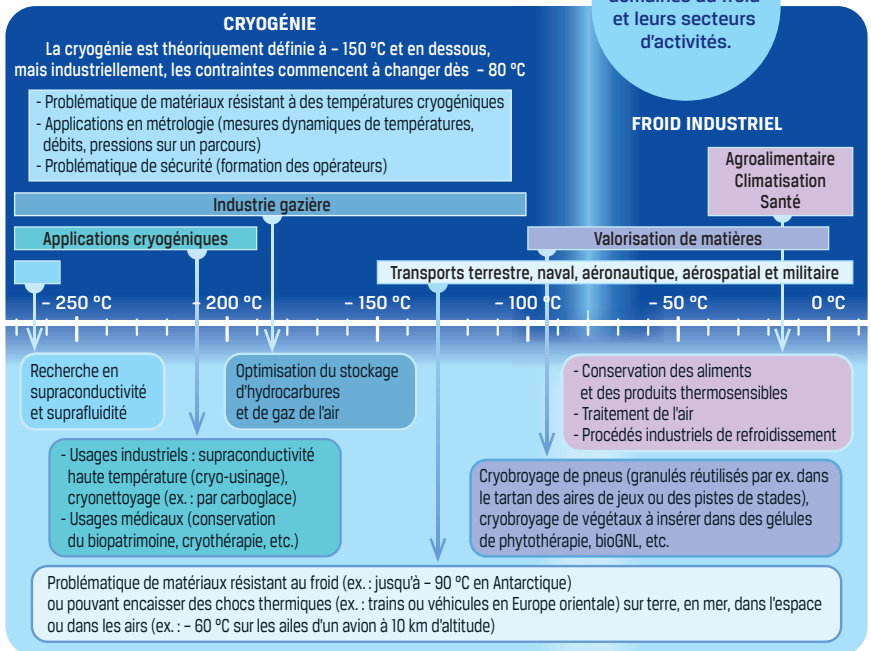 domaines du froid
et leurs secteurs
d'activités.
CRYOGÉNIE
La cryogénie est théoriquement définie à – 150 ºC et en dessous,
mais industriellement, les contraintes commencent à changer dès – 80 ºC
- Problématique de matériaux résistant à des températures cryogéniques
- Applications en métrologie (mesures dynamiques de températures,
débits, pressions sur un parcours)
- Problématique de sécurité (formation des opérateurs)
FROID INDUSTRIEL
Agroalimentaire
Climatisation
Santé
Industrie gazière
Applications cryogéniques
Valorisation de matières
Transports terrestre, naval, aéronautique, aérospatial et militaire
– 250 ºC – 200 ºC – 150 ºC – 100 ºC – 50 ºC 0 ºC
Recherche en
supraconductivité
et suprafluidité
Optimisation du stockage
d'hydrocarbures
et de gaz de l'air
- Conservation des aliments
et des produits thermosensibles
- Traitement de l'air
- Procédés industriels de refroidissement
- Usages industriels : supraconductivité
haute température (cryo-usinage),
cryonettoyage (ex. : par carboglace)
- Usages médicaux (conservation
du biopatrimoine, cryothérapie, etc.)
Cryobroyage de pneus (granulés réutilisés par ex. dans
le tartan des aires de jeux ou des pistes de stades),
cryobroyage de végétaux à insérer dans des gélules
de phytothérapie, bioGNL, etc.
Problématique de matériaux résistant au froid (ex. : jusqu'à – 90 ºC en Antarctique)
ou pouvant encaisser des chocs thermiques (ex. : trains ou véhicules en Europe orientale) sur terre, en mer, dans l'espace
ou dans les airs (ex. : – 60 ºC sur les ailes d'un avion à 10 km d'altitude)